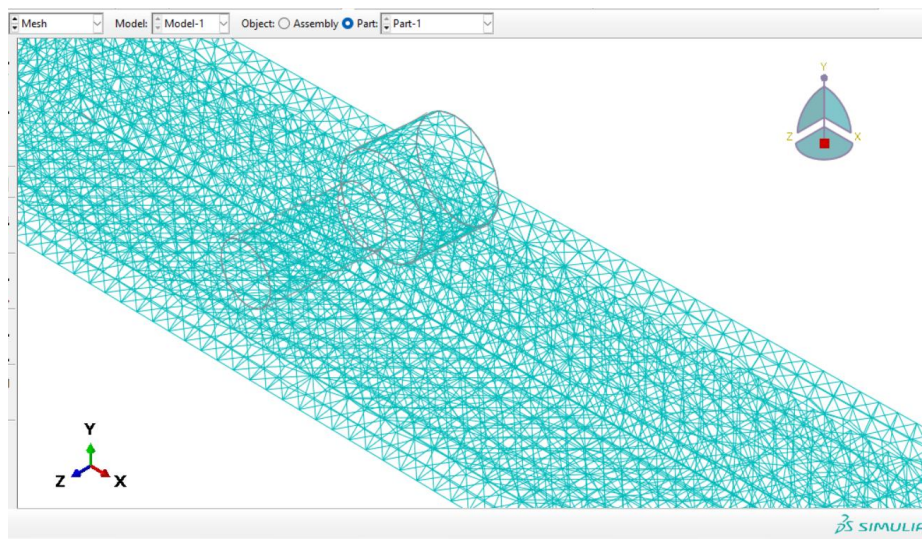 Mesh Model: Model-1 Object: Assembly Part: Part-1
Y
Z X
Y
Z X
SIMULIA